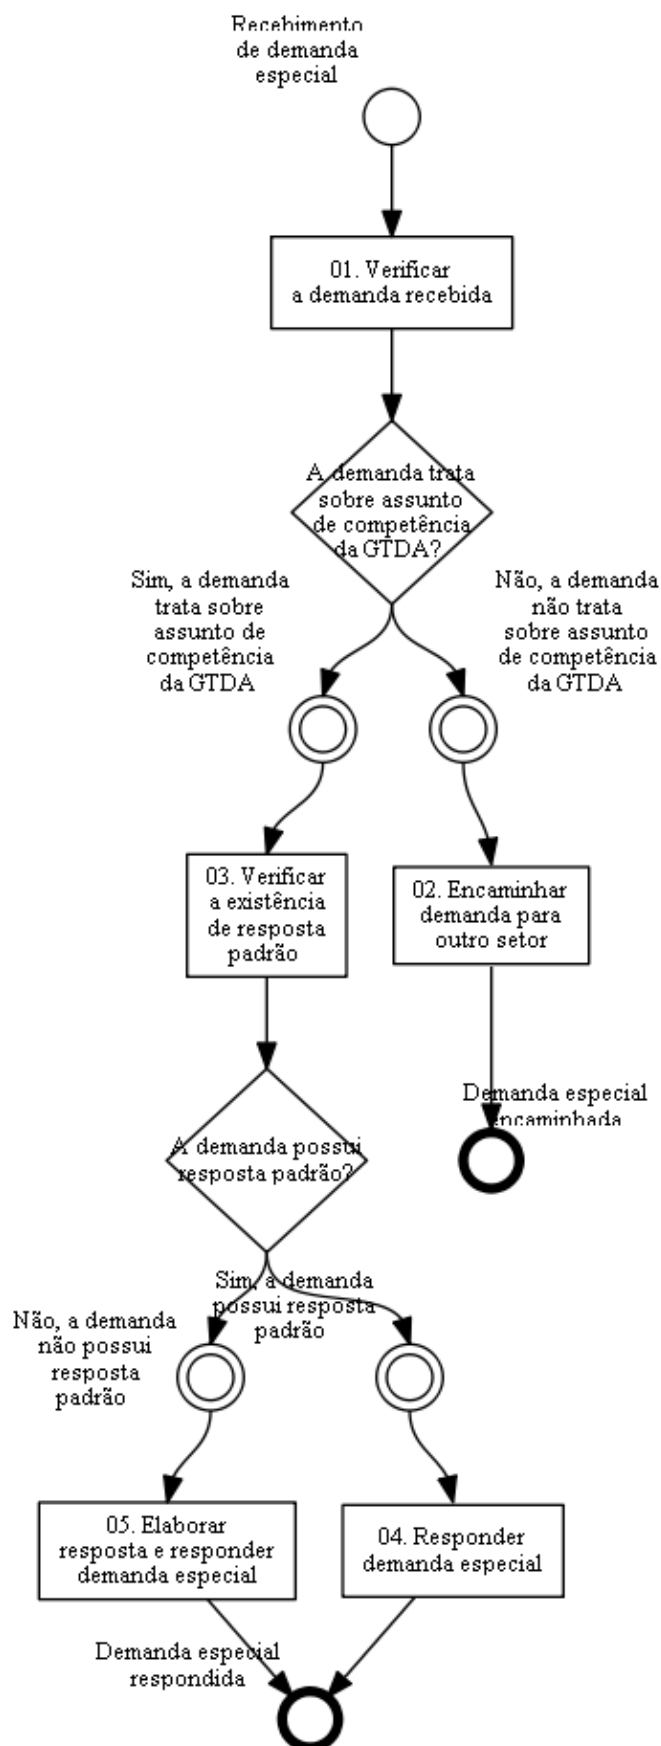 Recebimento
de demanda
especial
01. Verificar
a demanda recebida
A demanda trata
sobre assunto
de competência
da GTDA?
Sim, a demanda
trata sobre
assunto de
competência
da GTDA
Não, a demanda
não trata
sobre assunto
de competência
da GTDA
03. Verificar
a existência
de resposta
padrão
02. Encaminhar
demanda para
outro setor
Demanda especial
encaminhada
A demanda possui
resposta padrão?
Sim, a demanda
possui resposta
padrão
Não, a demanda
não possui
resposta
padrão
05. Elaborar
resposta e responder
demanda especial
04. Responder
demanda especial
Demanda especial
respondida